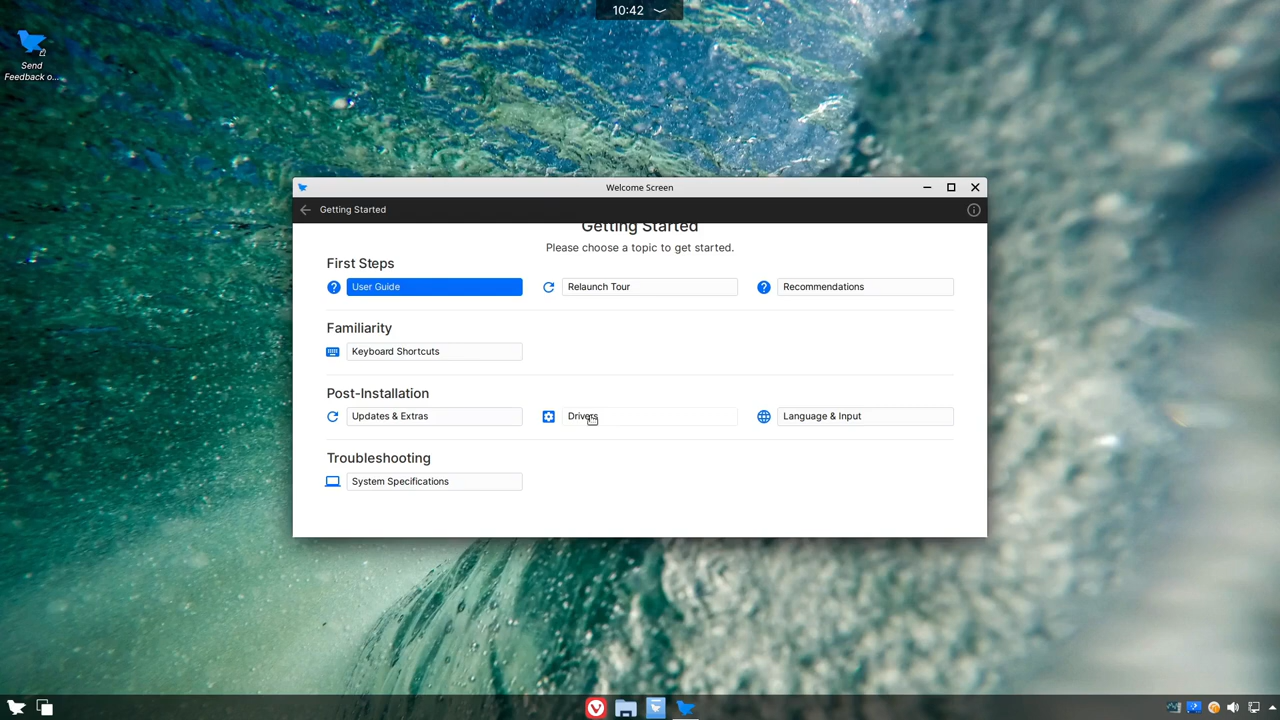 10:42
Send
Feedback o...
Welcome Screen
Getting Started
Getting Started
Please choose a topic to get started.
First Steps
User Guide
Relaunch Tour
Recommendations
Familiarity
Keyboard Shortcuts
Post-Installation
Updates & Extras
Drivers
Language & Input
Troubleshooting
System Specifications